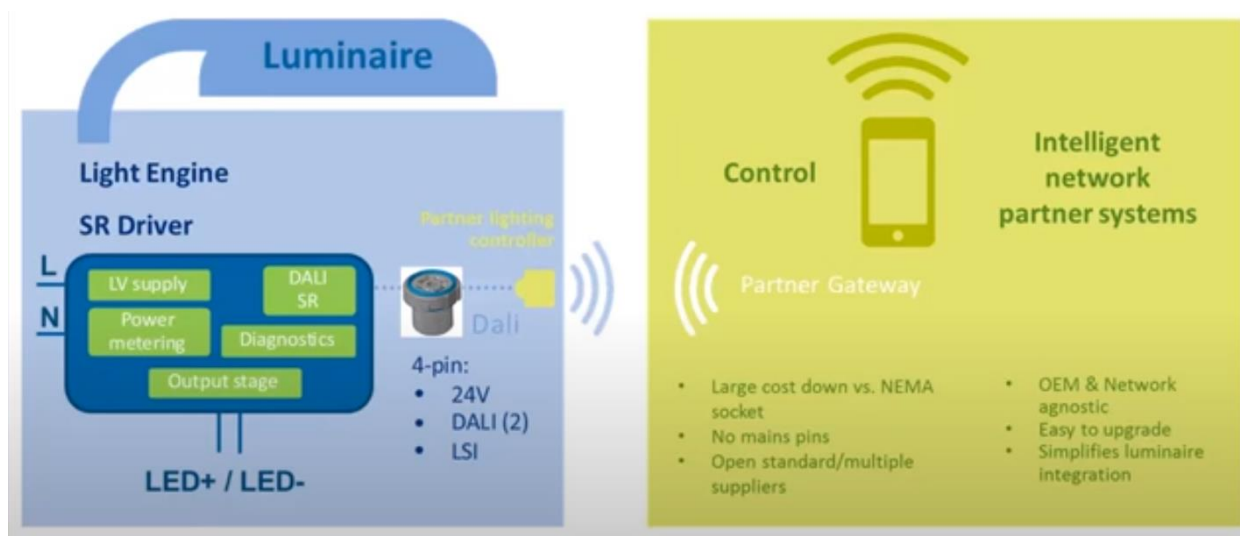 Luminaire
Light Engine
SR Driver
Partner lighting
controller
L
N
LV supply
DALI
SR
Power
metering
Diagnostics
Output stage
LED+ / LED-
Dali
4-pin:
• 24V
• DALI (2)
• LSI
Control
Intelligent
network
partner systems
Partner Gateway
• Large cost down vs. NEMA
socket
• No mains pins
• Open standard/multiple
suppliers
• OEM & Network
agnostic
• Easy to upgrade
• Simplifies luminaire
integration